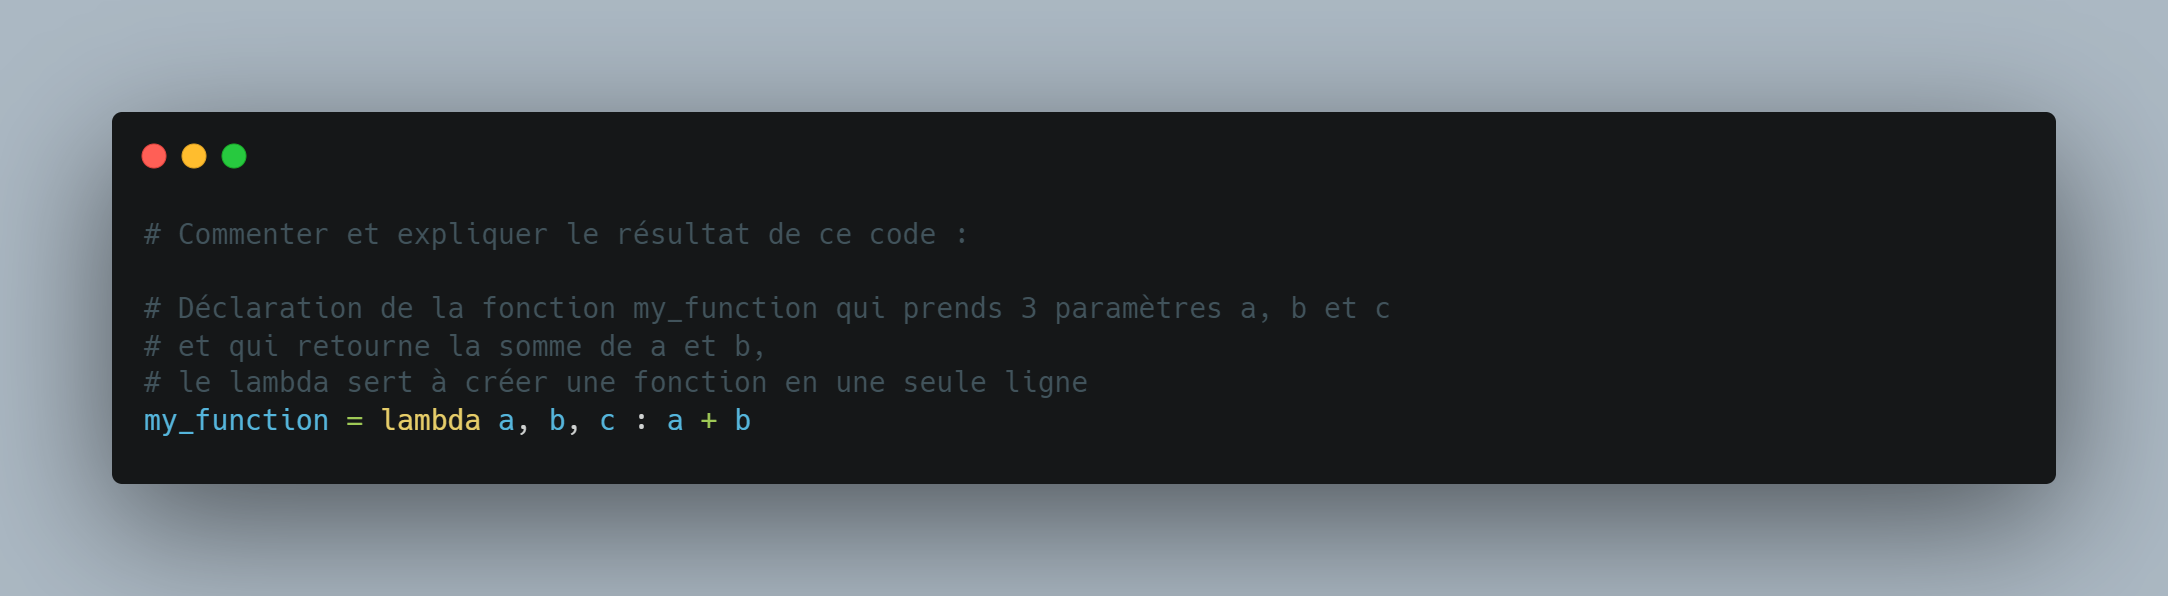 # Commenter et expliquer le résultat de ce code :
# Déclaration de la fonction my_function qui prends 3 paramètres a, b et c
# et qui retourne la somme de a et b,
# le lambda sert à créer une fonction en une seule ligne
my_function = lambda a, b, c : a + b